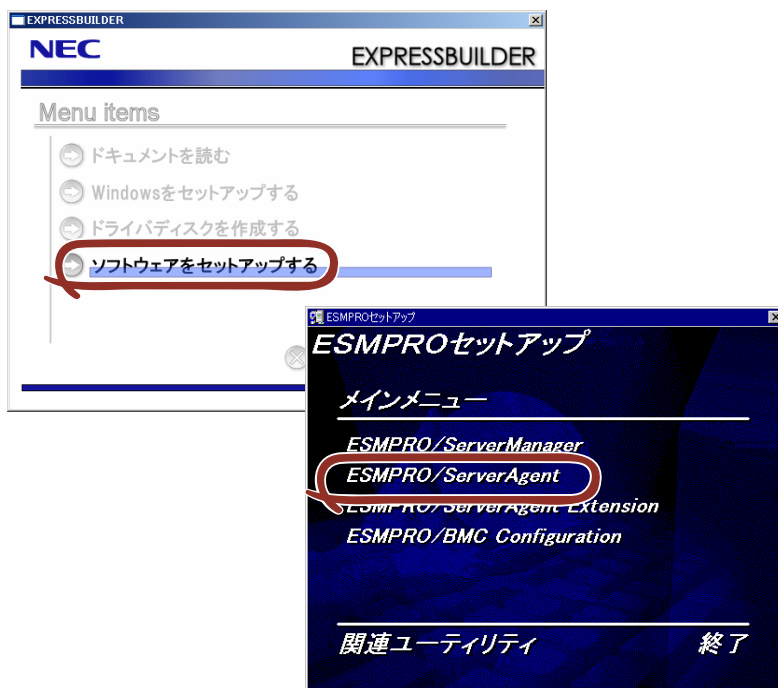 EXPRESSBUILDER
NEC
EXPRESSBUILDER
Menu items
ドキュメントを読む
Windowsをセットアップする
ドライバディスクを作成する
ソフトウェアをセットアップする
ESMPROセットアップ
ESMPROセットアップ
メインメニュー
ESMPRO/ServerManager
ESMPRO/ServerAgent
ESMPRO/ServerAgent Extension
ESMPRO/BMC Configuration
関連ユーティリティ
終了